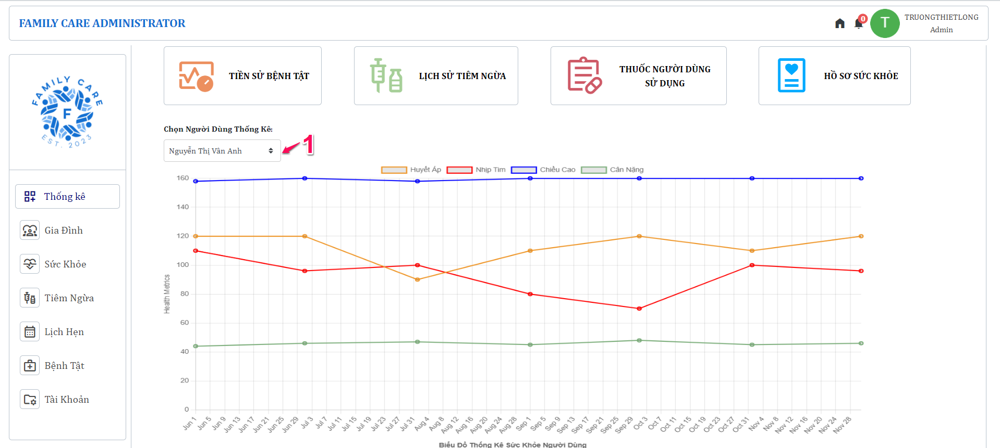 FAMILY CARE ADMINISTRATOR
0
T
TRUONGTHIETLONG
Admin
FAMILY CARE
F
EST. 2023
Thống kê
Gia Đình
Sức Khỏe
Tiêm Ngừa
Lịch Hẹn
Bệnh Tật
Tài Khoản
TIỀN SỬ BỆNH TẬT
LỊCH SỬ TIÊM NGỪA
THUỐC NGƯỜI DÙNG
SỬ DỤNG
HỒ SƠ SỨC KHỎE
Chọn Người Dùng Thống Kê:
Nguyễn Thị Vân Anh
1
Huyết Áp Nhịp Tim Chiều Cao Cân Nặng
160
140
120
100
80
60
40
20
0
Health Metrics
Jun 1 Jun 5 Jun 9 Jun 13 Jun 17 Jun 21 Jun 25 Jun 29 Jul 3 Jul 7 Jul 11 Jul 15 Jul 19 Jul 23 Jul 27 Jul 31 Aug 4 Aug 8 Aug 12 Aug 16 Aug 20 Aug 24 Aug 28 Sep 1 Sep 5 Sep 9 Sep 13 Sep 17 Sep 21 Sep 25 Sep 29 Oct 3 Oct 7 Oct 11 Oct 15 Oct 19 Oct 23 Oct 27 Oct 31 Nov 4 Nov 8 Nov 12 Nov 16 Nov 20 Nov 24 Nov 28
Biểu Đồ Thống Kê Sức Khỏe Người Dùng